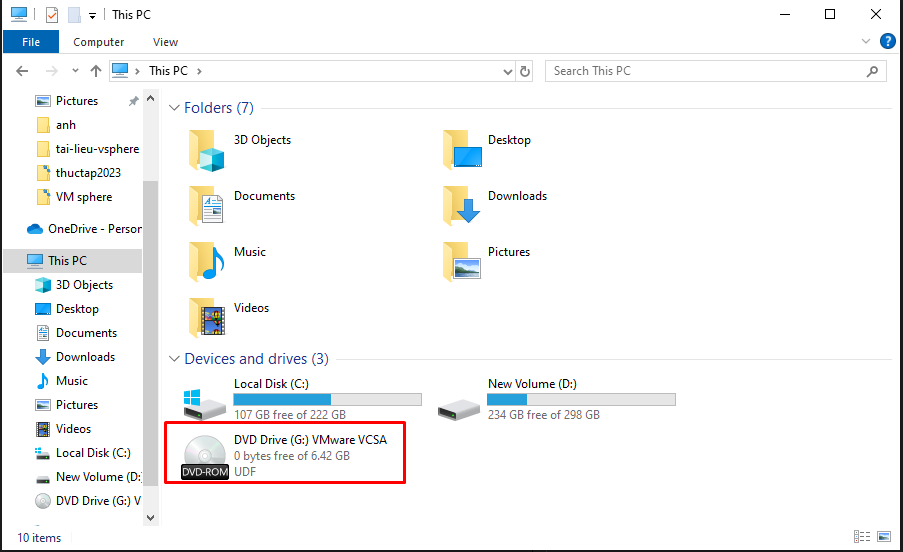 This PC
File
Computer
View
This PC
Search This PC
Pictures
anh
tai-lieu-vsphere
thuctap2023
VM sphere
OneDrive - Person
This PC
3D Objects
Desktop
Documents
Downloads
Music
Pictures
Videos
Local Disk (C:)
New Volume (D:)
DVD Drive (G:) V
Folders (7)
3D Objects
Desktop
Documents
Downloads
Music
Pictures
Videos
Devices and drives (3)
Local Disk (C:)
107 GB free of 222 GB
New Volume (D:)
234 GB free of 298 GB
DVD Drive (G:) VMware VCSA
0 bytes free of 6.42 GB
UDF
DVD-ROM
10 items